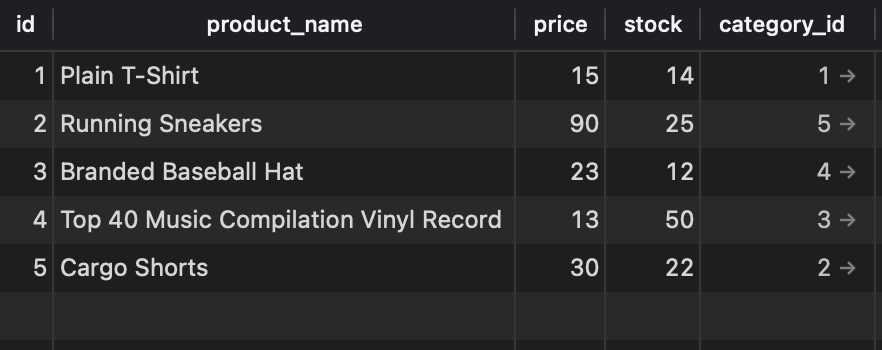 id product_name price stock category_id
1 Plain T-Shirt 15 14 1 →
2 Running Sneakers 90 25 5 →
3 Branded Baseball Hat 23 12 4 →
4 Top 40 Music Compilation Vinyl Record 13 50 3 →
5 Cargo Shorts 30 22 2 →